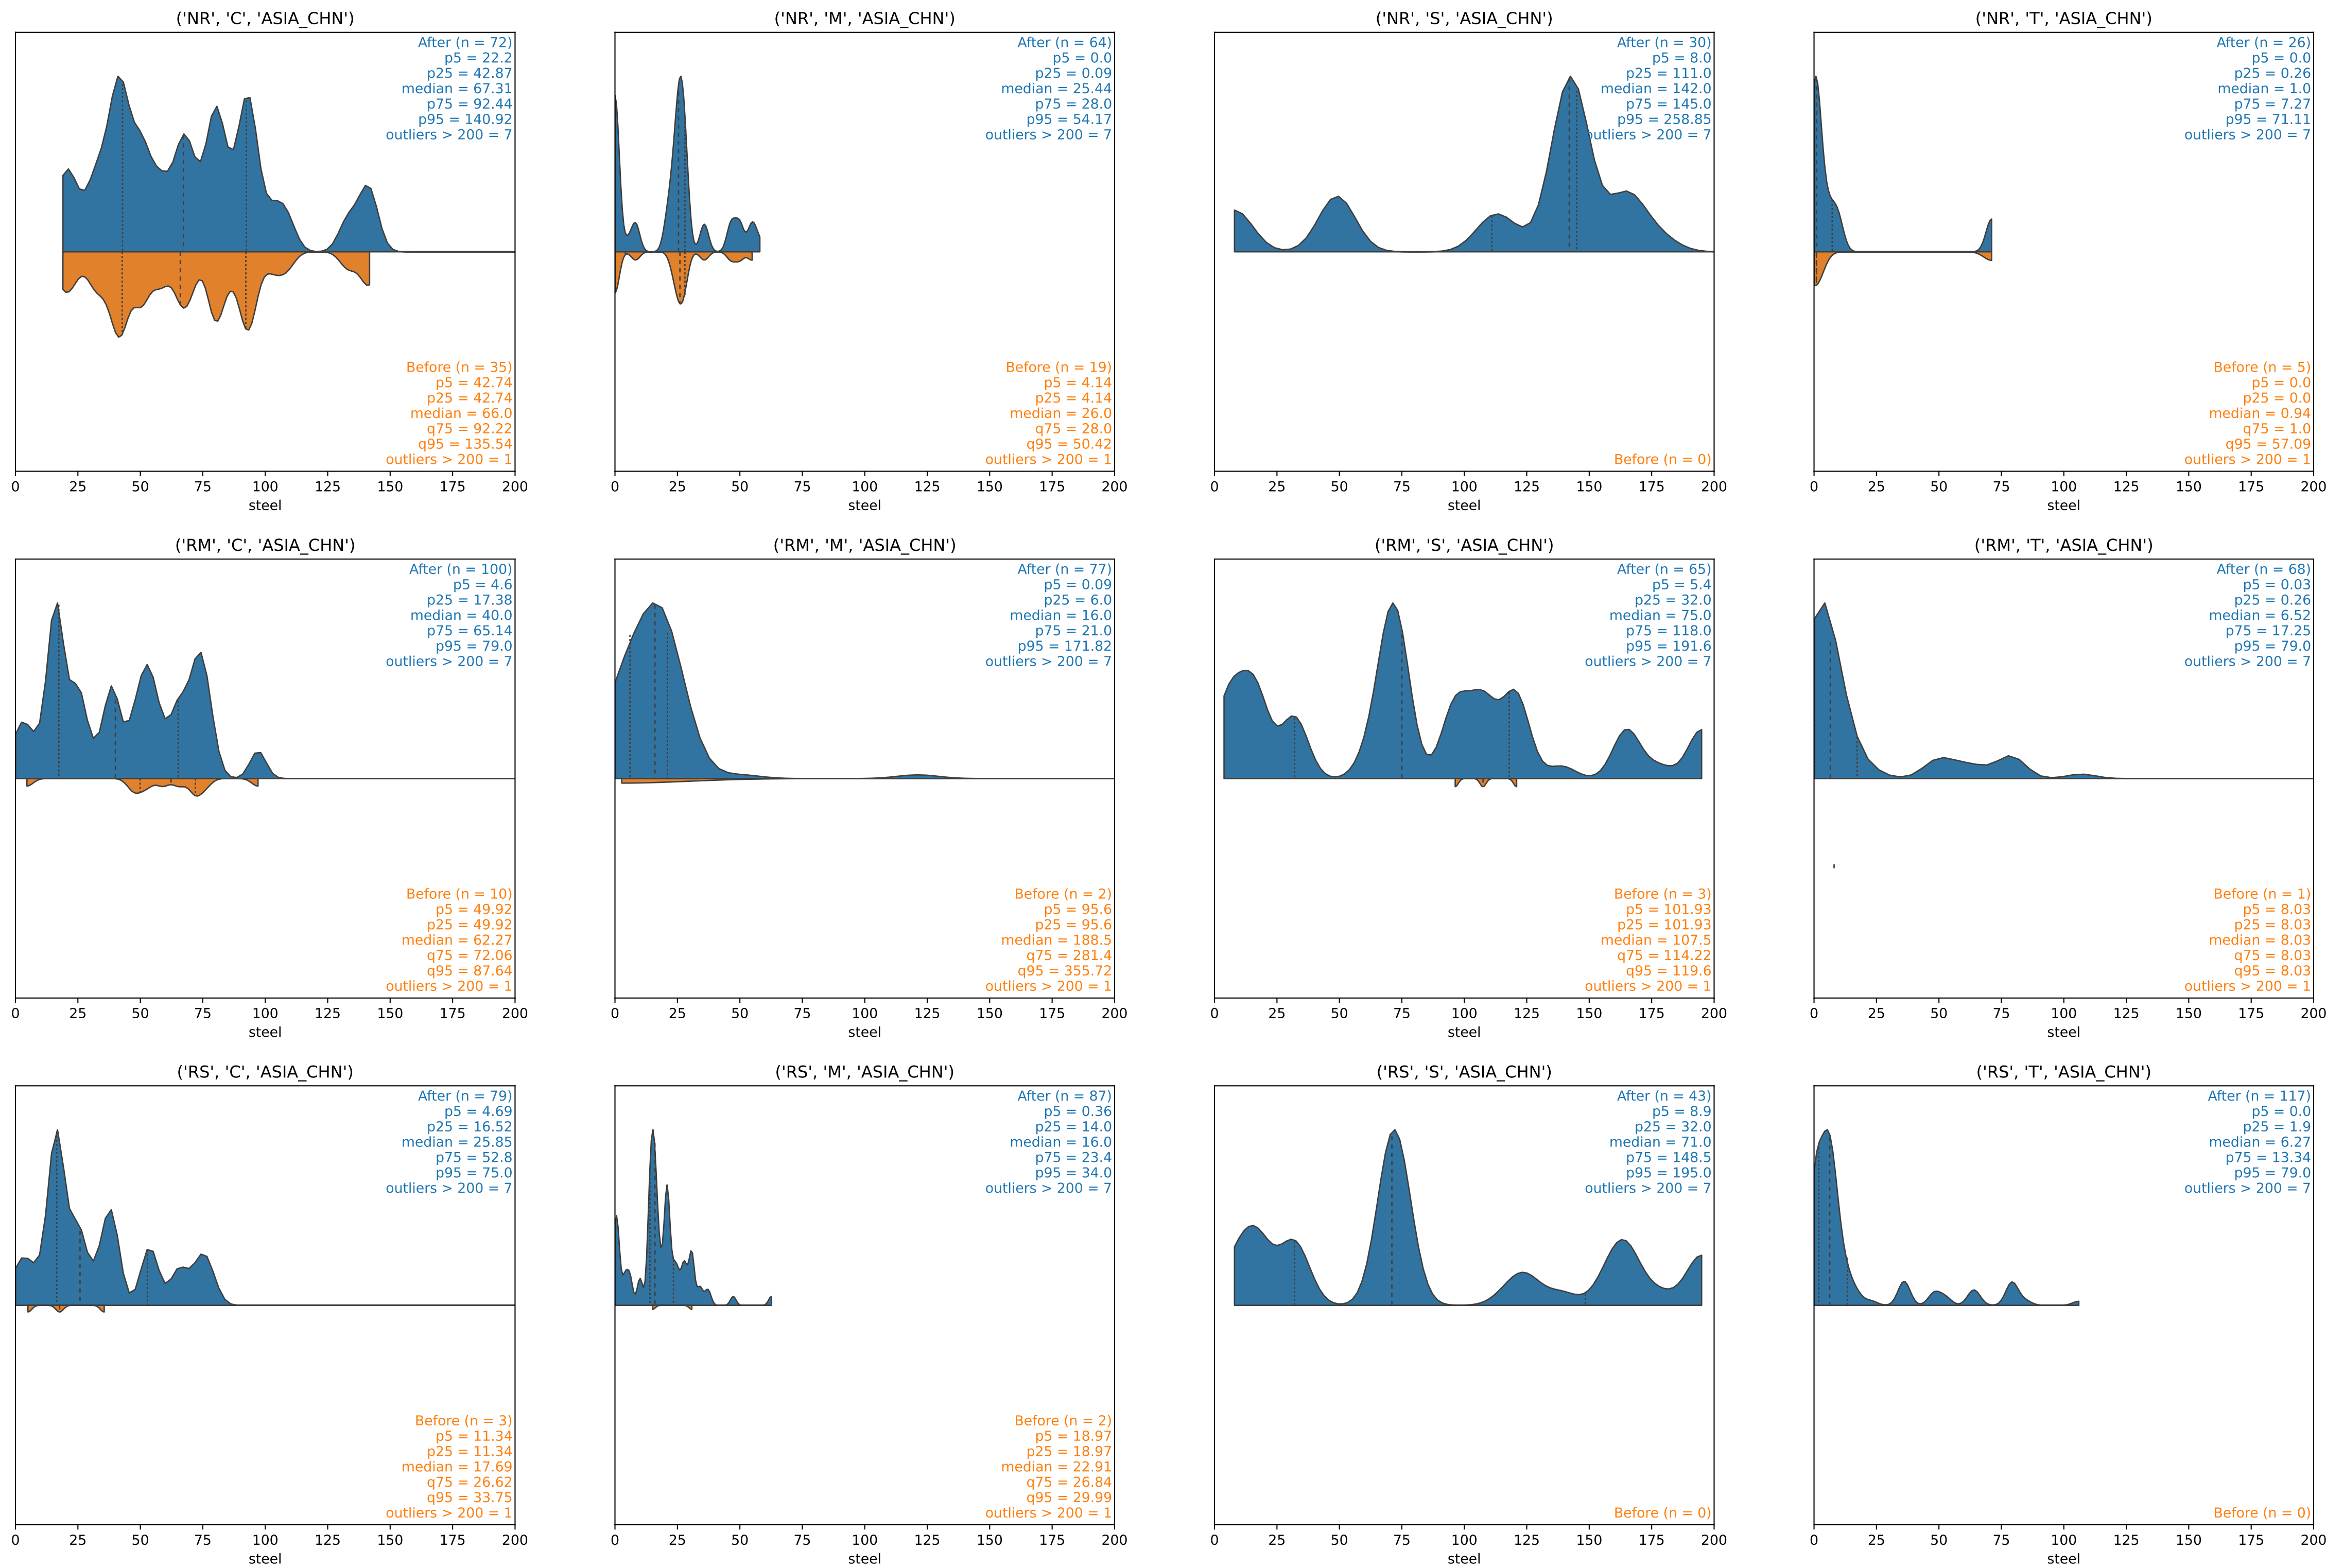 ('NR', 'C', 'ASIA_CHN')
After (n = 72)
p5 = 22.2
p25 = 42.87
median = 67.31
p75 = 92.44
p95 = 140.92
outliers > 200 = 7
Before (n = 35)
p5 = 42.74
p25 = 42.74
median = 66.0
q75 = 92.22
q95 = 135.54
outliers > 200 = 1
0 25 50 75 100 125 150 175 200
steel
('NR', 'M', 'ASIA_CHN')
After (n = 64)
p5 = 0.0
p25 = 0.09
median = 25.44
p75 = 28.0
p95 = 54.17
outliers > 200 = 7
Before (n = 19)
p5 = 4.14
p25 = 4.14
median = 26.0
q75 = 28.0
q95 = 50.42
outliers > 200 = 1
0 25 50 75 100 125 150 175 200
steel
('NR', 'S', 'ASIA_CHN')
After (n = 30)
p5 = 8.0
p25 = 111.0
median = 142.0
p75 = 145.0
p95 = 258.85
outliers > 200 = 7
Before (n = 0)
0 25 50 75 100 125 150 175 200
steel
('NR', 'T', 'ASIA_CHN')
After (n = 26)
p5 = 0.0
p25 = 0.26
median = 1.0
p75 = 7.27
p95 = 71.11
outliers > 200 = 7
Before (n = 5)
p5 = 0.0
p25 = 0.0
median = 0.94
q75 = 1.0
q95 = 57.09
outliers > 200 = 1
0 25 50 75 100 125 150 175 200
steel
('RM', 'C', 'ASIA_CHN')
After (n = 100)
p5 = 4.6
p25 = 17.38
median = 40.0
p75 = 65.14
p95 = 79.0
outliers > 200 = 7
Before (n = 10)
p5 = 49.92
p25 = 49.92
median = 62.27
q75 = 72.06
q95 = 87.64
outliers > 200 = 1
0 25 50 75 100 125 150 175 200
steel
('RM', 'M', 'ASIA_CHN')
After (n = 77)
p5 = 0.09
p25 = 6.0
median = 16.0
p75 = 21.0
p95 = 171.82
outliers > 200 = 7
Before (n = 2)
p5 = 95.6
p25 = 95.6
median = 188.5
q75 = 281.4
q95 = 355.72
outliers > 200 = 1
0 25 50 75 100 125 150 175 200
steel
('RM', 'S', 'ASIA_CHN')
After (n = 65)
p5 = 5.4
p25 = 32.0
median = 75.0
p75 = 118.0
p95 = 191.6
outliers > 200 = 7
Before (n = 3)
p5 = 101.93
p25 = 101.93
median = 107.5
q75 = 114.22
q95 = 119.6
outliers > 200 = 1
0 25 50 75 100 125 150 175 200
steel
('RM', 'T', 'ASIA_CHN')
After (n = 68)
p5 = 0.03
p25 = 0.26
median = 6.52
p75 = 17.25
p95 = 79.0
outliers > 200 = 7
Before (n = 1)
p5 = 8.03
p25 = 8.03
median = 8.03
q75 = 8.03
q95 = 8.03
outliers > 200 = 1
0 25 50 75 100 125 150 175 200
steel
('RS', 'C', 'ASIA_CHN')
After (n = 79)
p5 = 4.69
p25 = 16.52
median = 25.85
p75 = 52.8
p95 = 75.0
outliers > 200 = 7
Before (n = 3)
p5 = 11.34
p25 = 11.34
median = 17.69
q75 = 26.62
q95 = 33.75
outliers > 200 = 1
0 25 50 75 100 125 150 175 200
steel
('RS', 'M', 'ASIA_CHN')
After (n = 87)
p5 = 0.36
p25 = 14.0
median = 16.0
p75 = 23.4
p95 = 34.0
outliers > 200 = 7
Before (n = 2)
p5 = 18.97
p25 = 18.97
median = 22.91
q75 = 26.84
q95 = 29.99
outliers > 200 = 1
0 25 50 75 100 125 150 175 200
steel
('RS', 'S', 'ASIA_CHN')
After (n = 43)
p5 = 8.9
p25 = 32.0
median = 71.0
p75 = 148.5
p95 = 195.0
outliers > 200 = 7
Before (n = 0)
0 25 50 75 100 125 150 175 200
steel
('RS', 'T', 'ASIA_CHN')
After (n = 117)
p5 = 0.0
p25 = 1.9
median = 6.27
p75 = 13.34
p95 = 79.0
outliers > 200 = 7
Before (n = 0)
0 25 50 75 100 125 150 175 200
steel